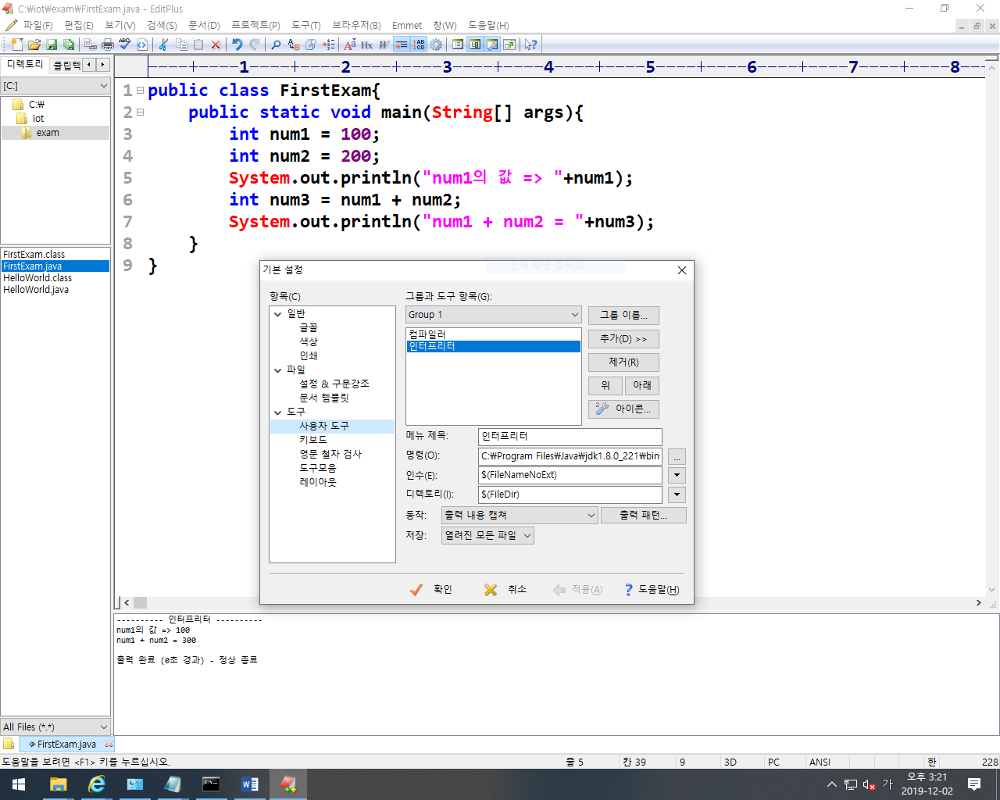 C:\iot\exam\FirstExam.java - EditPlus
파일(F) 편집(E) 보기(V) 검색(S) 문서(D) 프로젝트(P) 도구(T) 브라우저(B) Emmet 창(W) 도움말(H)
디렉토리 클립텍
[C:]
C:\
iot
exam
FirstExam.class
FirstExam.java
HelloWorld.class
HelloWorld.java
All Files (*.*)
----+----1----+----2----+----3----+----4----+----5----+----6----+----7----+----8--
1 public class FirstExam{
2 public static void main(String[] args){
3 int num1 = 100;
4 int num2 = 200;
5 System.out.println("num1의 값 => "+num1);
6 int num3 = num1 + num2;
7 System.out.println("num1 + num2 = "+num3);
8 }
9 }
전체 화면 캡처(S)
기본 설정
항목(C)
일반
글꼴
색상
인쇄
파일
설정 & 구문강조
문서 템플릿
도구
사용자 도구
키보드
영문 철자 검사
도구모음
레이아웃
그룹과 도구 항목(G):
Group 1
그룹 이름...
컴파일러
인터프리터
추가(D) >>
제거(R)
위 아래
아이콘...
메뉴 제목: 인터프리터
명령(O): C:\Program Files\Java\jdk1.8.0_221\bin\ ...
인수(E): $(FileNameNoExt)
디렉토리(I): $(FileDir)
동작: 출력 내용 캡쳐 출력 패턴...
저장: 열려진 모든 파일
확인 취소 적용(A) 도움말(H)
---------- 인터프리터 ----------
num1의 값 => 100
num1 + num2 = 300
출력 완료 (0초 경과) - 정상 종료
FirstExam.java
도움말을 보려면 <F1> 키를 누르십시오. 줄 5 칸 39 9 3D PC ANSI 한 228
가 오후 3:21
2019-12-02